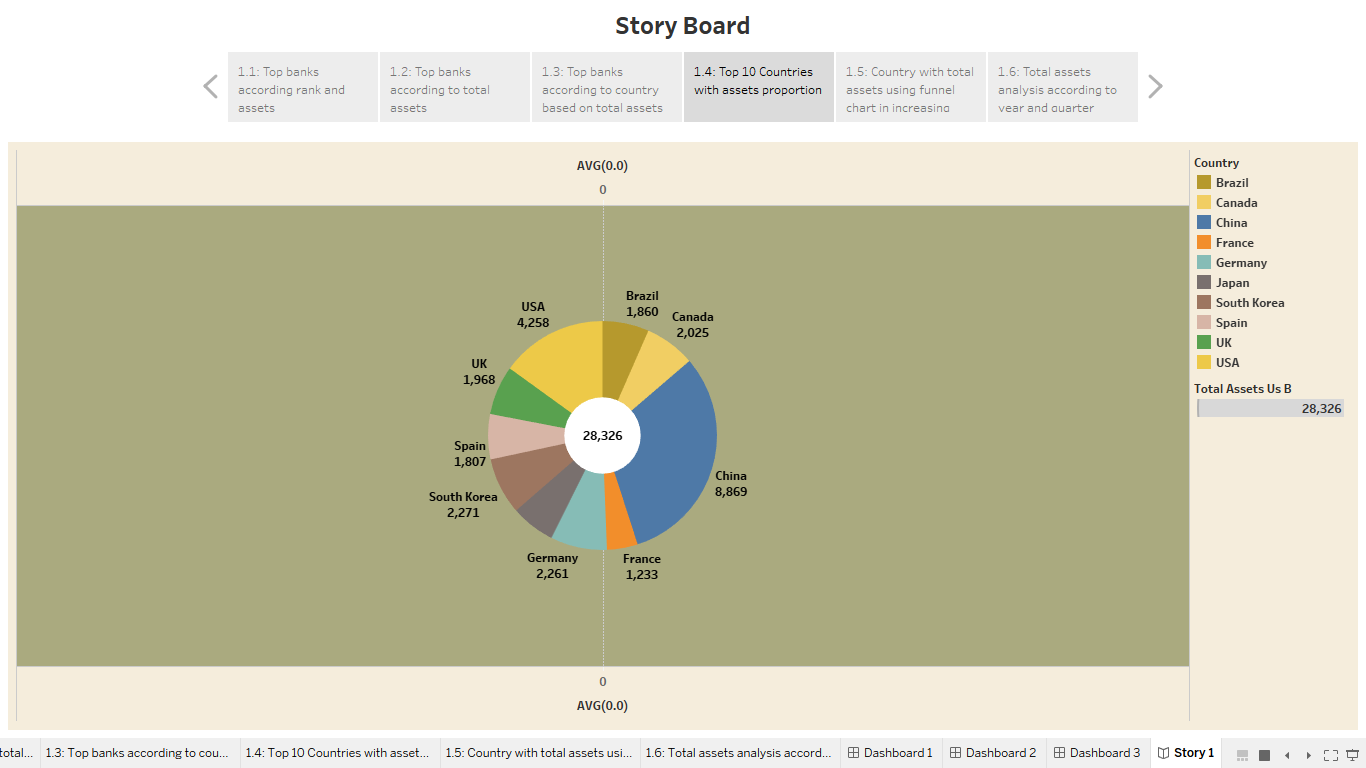 Story Board
1.1: Top banks
according rank and
assets
1.2: Top banks
according to total
assets
1.3: Top banks
according to country
based on total assets
1.4: Top 10 Countries
with assets proportion
1.5: Country with total
assets using funnel
chart in increasing
1.6: Total assets
analysis according to
year and quarter
AVG(0.0)
0
Country
Brazil
Canada
China
France
Germany
Japan
South Korea
Spain
UK
USA
Total Assets Us B
28,326
Brazil
1,860
USA
4,258
Canada
2,025
UK
1,968
28,326
Spain
1,807
China
8,869
South Korea
2,271
Germany
2,261
France
1,233
0
AVG(0.0)
total...
1.3: Top banks according to cou...
1.4: Top 10 Countries with asset...
1.5: Country with total assets usi...
1.6: Total assets analysis accord...
Dashboard 1
Dashboard 2
Dashboard 3
Story 1